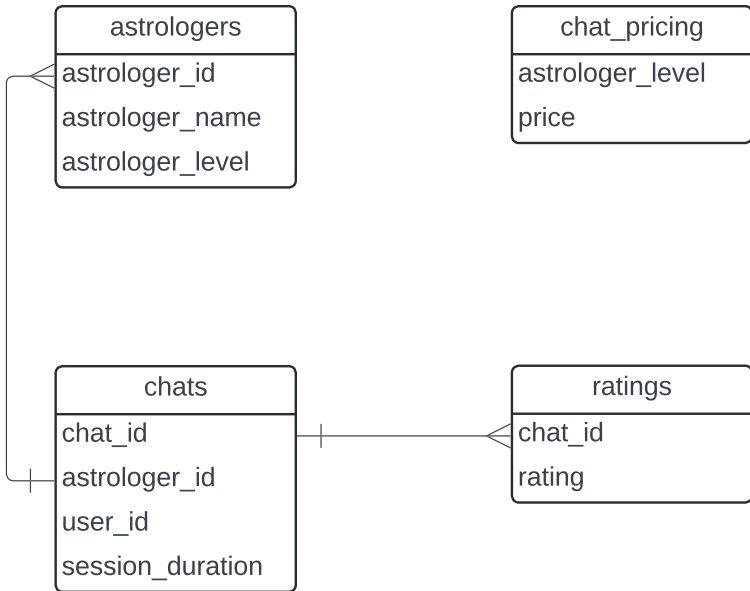 astrologers
astrologer_id
astrologer_name
astrologer_level
chat_pricing
astrologer_level
price
chats
chat_id
astrologer_id
user_id
session_duration
ratings
chat_id
rating